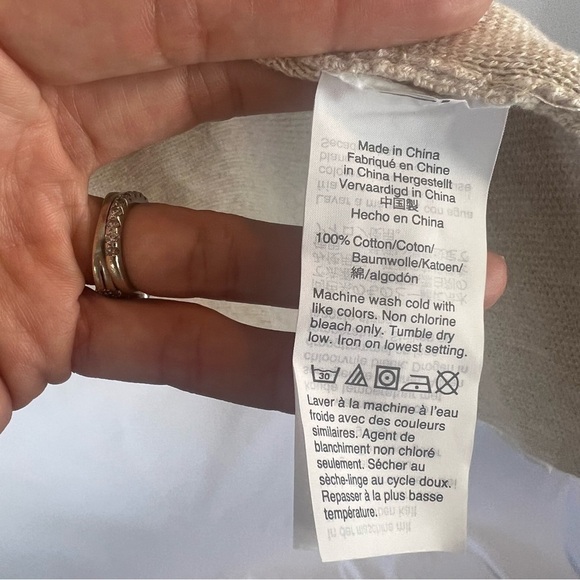 Made in China
Fabriqué en Chine
in China Hergestellt
Vervaardigd in China
中国製
Hecho en China
100% Cotton/Coton/
Baumwolle/Katoen/
綿/algodón
Machine wash cold with
like colors. Non chlorine
bleach only. Tumble dry
low. Iron on lowest setting.
30
Laver à la machine à l'eau
froide avec des couleurs
similaires. Agent de
blanchiment non chloré
seulement. Sécher au
sèche-linge au cycle doux.
Repasser à la plus basse
température.